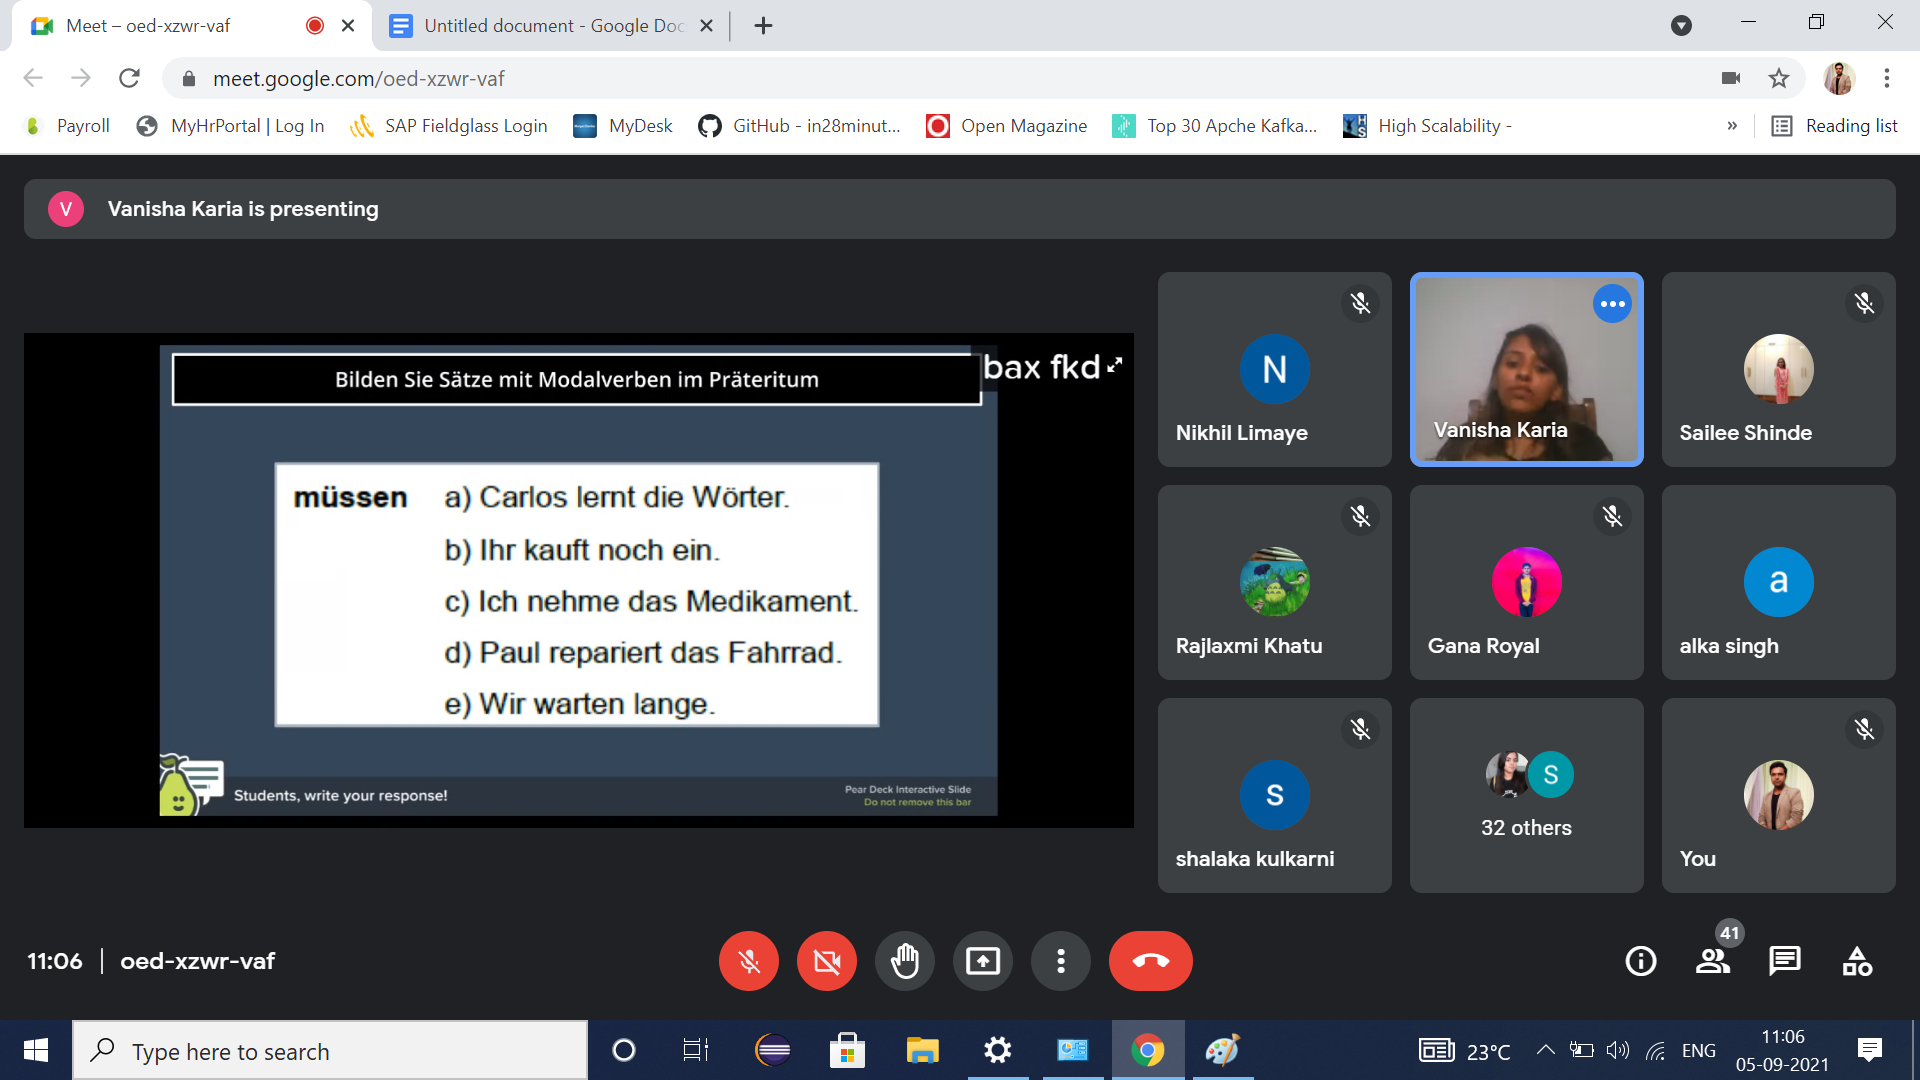 Meet – oed-xzwr-vaf
Untitled document - Google Doc
meet.google.com/oed-xzwr-vaf
Payroll
MyHrPortal | Log In
SAP Fieldglass Login
MyDesk
GitHub - in28minut...
Open Magazine
Top 30 Apche Kafka...
High Scalability -
»
Reading list
V
Vanisha Karia is presenting
Bilden Sie Sätze mit Modalverben im Präteritum
bax fkd
müssen a) Carlos lernt die Wörter.
b) Ihr kauft noch ein.
c) Ich nehme das Medikament.
d) Paul repariert das Fahrrad.
e) Wir warten lange.
Students, write your response!
Pear Deck Interactive Slide
Do not remove this bar
N
Nikhil Limaye
Vanisha Karia
Sailee Shinde
Rajlaxmi Khatu
Gana Royal
a
alka singh
s
shalaka kulkarni
S
32 others
You
11:06 | oed-xzwr-vaf
41
Type here to search
23°C
ENG
11:06
05-09-2021